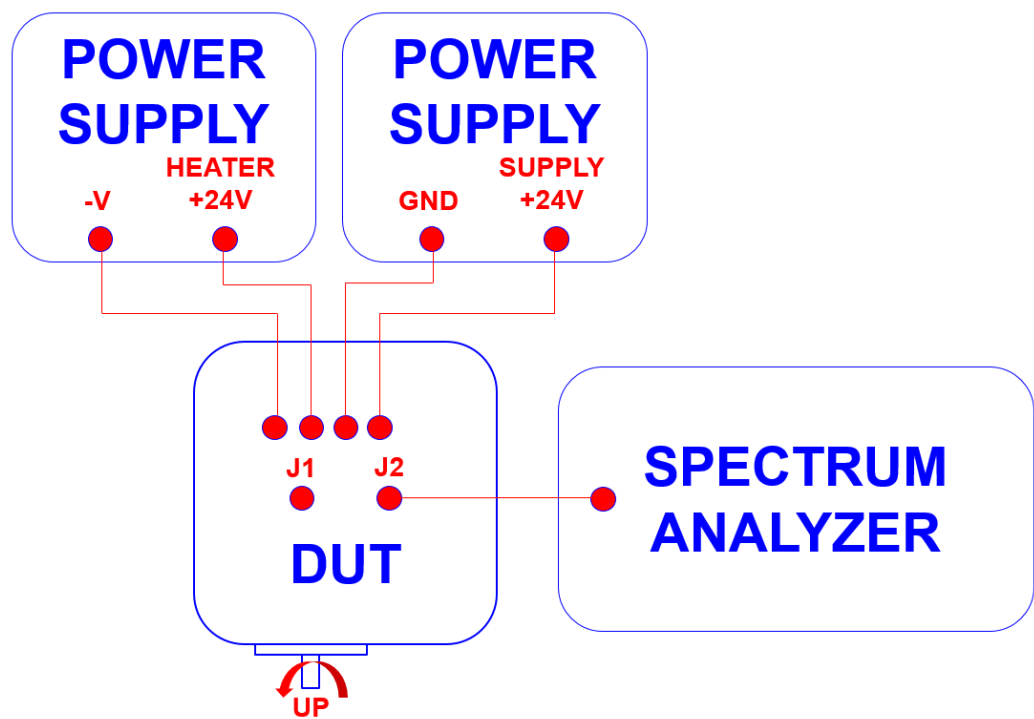 POWER
SUPPLY
HEATER
-V +24V
POWER
SUPPLY
SUPPLY
GND +24V
J1 J2
DUT
UP
SPECTRUM
ANALYZER